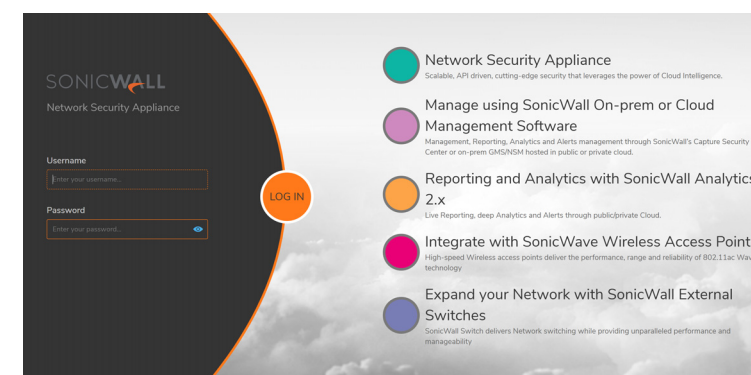 SONICWALL
Network Security Appliance
Username
Enter your username...
Password
Enter your password...
LOG IN
Network Security Appliance
Scalable, API driven, cutting-edge security that leverages the power of Cloud Intelligence.
Manage using SonicWall On-prem or Cloud
Management Software
Management, Reporting, Analytics and Alerts management through SonicWall's Capture Security
Center or on-prem GMS/NSM hosted in public or private cloud.
Reporting and Analytics with SonicWall Analytics
2.x
Live Reporting, deep Analytics and Alerts through public/private Cloud.
Integrate with SonicWave Wireless Access Point
High-speed Wireless access points deliver the performance, range and reliability of 802.11ac Wav
technology
Expand your Network with SonicWall External
Switches
SonicWall Switch delivers Network switching while providing unparalleled performance and
manageability